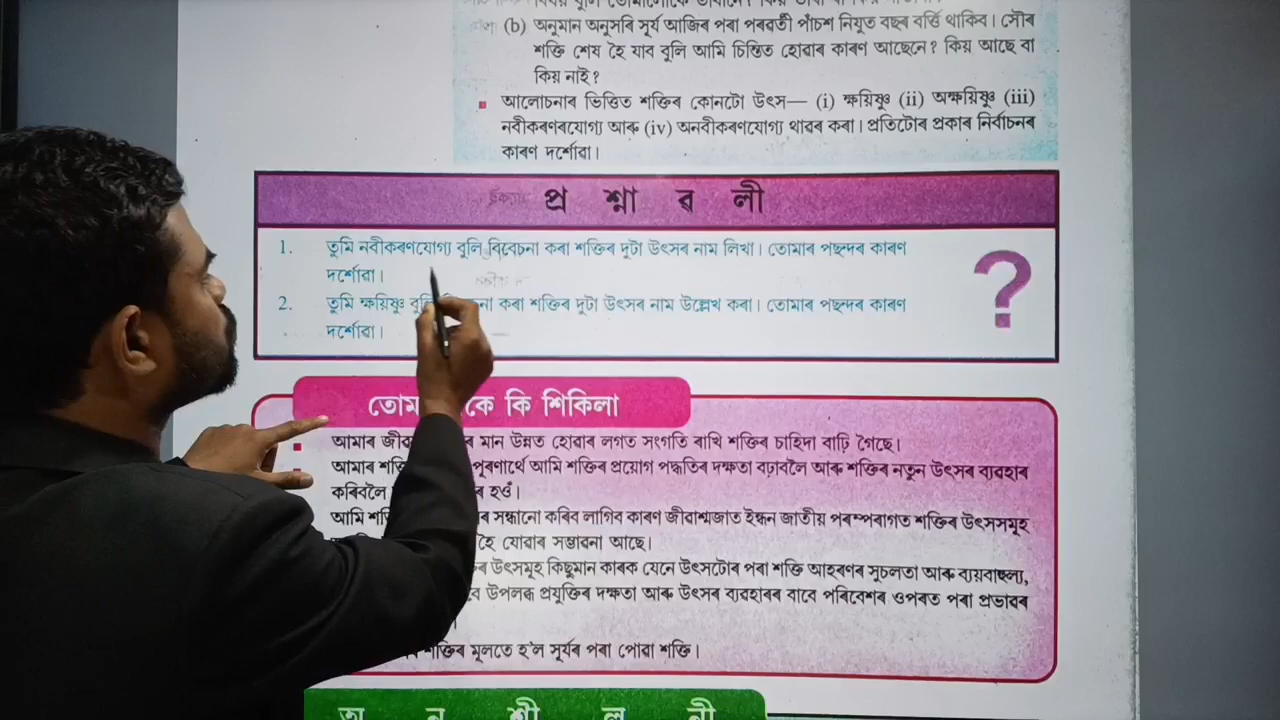 (b) অনুমান অনুসৰি সূৰ্য আজিৰ পৰা পৰৱৰ্তী পাঁচশ নিযুত বছৰ বৰ্ত্তি থাকিব। সৌৰ
শক্তি শেষ হৈ যাব বুলি আমি চিন্তিত হোৱাৰ কাৰণ আছেনে? কিয় আছে বা
কিয় নাই?
আলোচনাৰ ভিত্তিত শক্তিৰ কোনটো উৎস— (i) ক্ষয়িষ্ণু (ii) অক্ষয়িষ্ণু (iii)
নবীকৰণৰযোগ্য আৰু (iv) অনবীকৰণযোগ্য থাৱৰ কৰা। প্ৰতিটোৰ প্ৰকাৰ নিৰ্বাচনৰ
কাৰণ দৰ্শোৱা।
প্ৰ শ্না ৱ লী
1. তুমি নবীকৰণযোগ্য বুলি বিবেচনা কৰা শক্তিৰ দুটা উৎসৰ নাম লিখা। তোমাৰ পছন্দৰ কাৰণ
দৰ্শোৱা।
2. তুমি ক্ষয়িষ্ণু কৰা শক্তিৰ দুটা উৎসৰ নাম উল্লেখ কৰা। তোমাৰ পছন্দৰ কাৰণ
দৰ্শোৱা।
?
কি শিকিলা
আমাৰ মান উন্নত হোৱাৰ লগত সংগতি ৰাখি শক্তিৰ চাহিদা বাঢ়ি গৈছে।
আমাৰ পূৰণাৰ্থে আমি শক্তিৰ প্ৰয়োগ পদ্ধতিৰ দক্ষতা বঢ়াবলৈ আৰু শক্তিৰ নতুন উৎসৰ ব্যৱহাৰ
কৰিবলৈ হওঁ।
আমি সন্ধানো কৰিব লাগিব কাৰণ জীৱাশ্মজাত ইন্ধন জাতীয় পৰম্পৰাগত শক্তিৰ উৎসসমূহ
হৈ যোৱাৰ সম্ভাৱনা আছে।
উৎসমূহ কিছুমান কাৰক যেনে উৎসটোৰ পৰা শক্তি আহৰণৰ সুচলতা আৰু ব্যয়বাহুল্য,
উপলব্ধ প্ৰযুক্তিৰ দক্ষতা আৰু উৎসৰ ব্যৱহাৰৰ বাবে পৰিবেশৰ ওপৰত পৰা প্ৰভাৱৰ
শক্তিৰ মূলতে হ'ল সূৰ্যৰ পৰা পোৱা শক্তি।